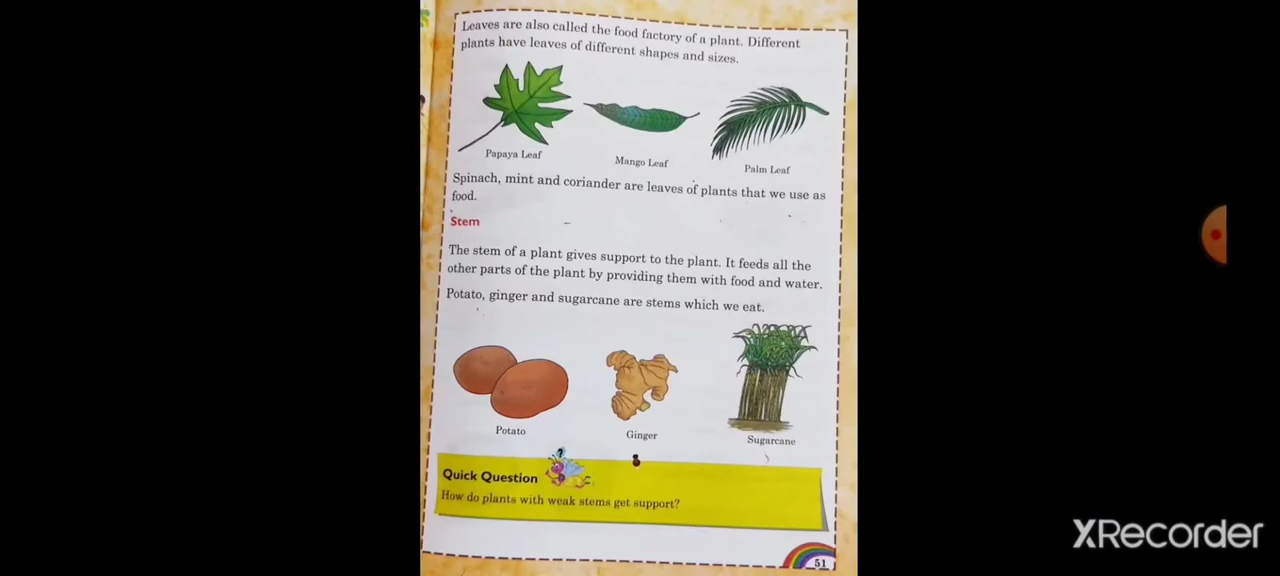 Leaves are also called the food factory of a plant. Different
plants have leaves of different shapes and sizes.
Papaya Leaf
Mango Leaf
Palm Leaf
Spinach, mint and coriander are leaves of plants that we use as
food.
Stem
The stem of a plant gives support to the plant. It feeds all the
other parts of the plant by providing them with food and water.
Potato, ginger and sugarcane are stems which we eat.
Potato
Ginger
Sugarcane
Quick Question
How do plants with weak stems get support?
51
XRecorder